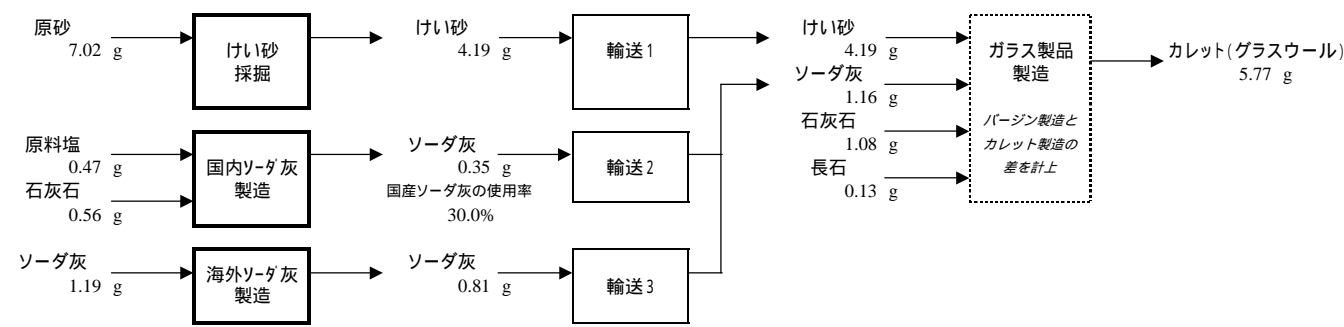 原砂
7.02 g
けい砂
採掘
けい砂
4.19 g
輸送1
けい砂
4.19 g
ソーダ灰
1.16 g
石灰石
1.08 g
長石
0.13 g
ガラス製品
製造
バージン製造と
カレット製造の
差を計上
カレット(グラスウール)
5.77 g
原料塩
0.47 g
石灰石
0.56 g
国内ソーダ灰
製造
ソーダ灰
0.35 g
国産ソーダ灰の使用率
30.0%
輸送2
ソーダ灰
1.19 g
海外ソーダ灰
製造
ソーダ灰
0.81 g
輸送3